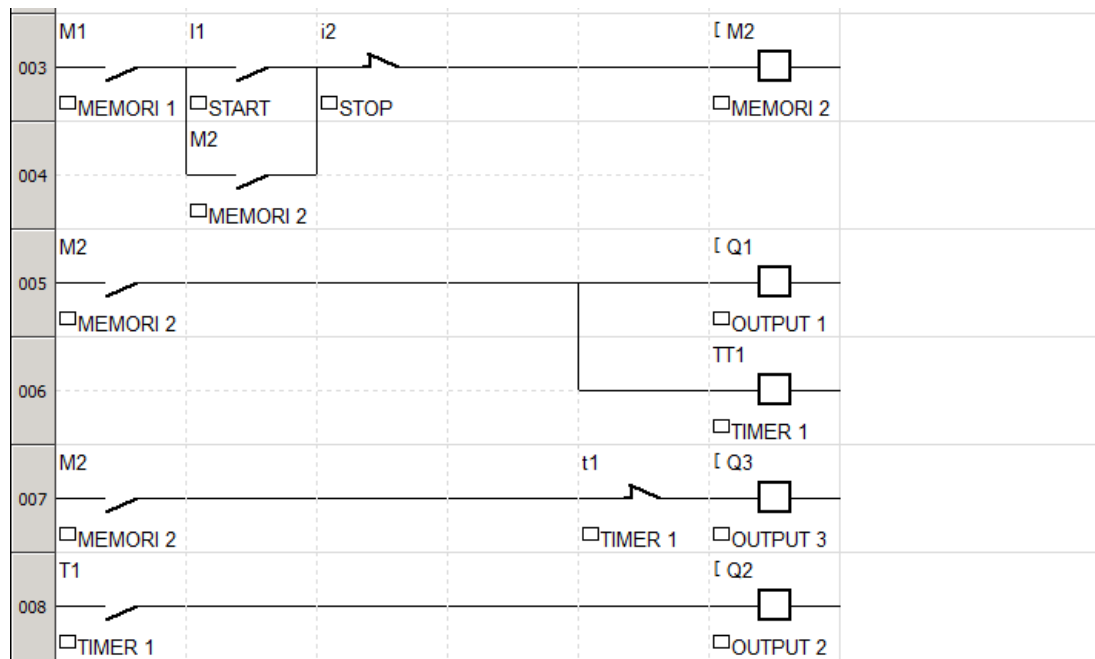 M1 I1 i2 [ M2
003
MEMORI 1 START STOP MEMORI 2
M2
004
MEMORI 2
M2 [ Q1
005
MEMORI 2 OUTPUT 1
TT1
006
TIMER 1
M2 t1 [ Q3
007
MEMORI 2 TIMER 1 OUTPUT 3
T1 [ Q2
008
TIMER 1 OUTPUT 2